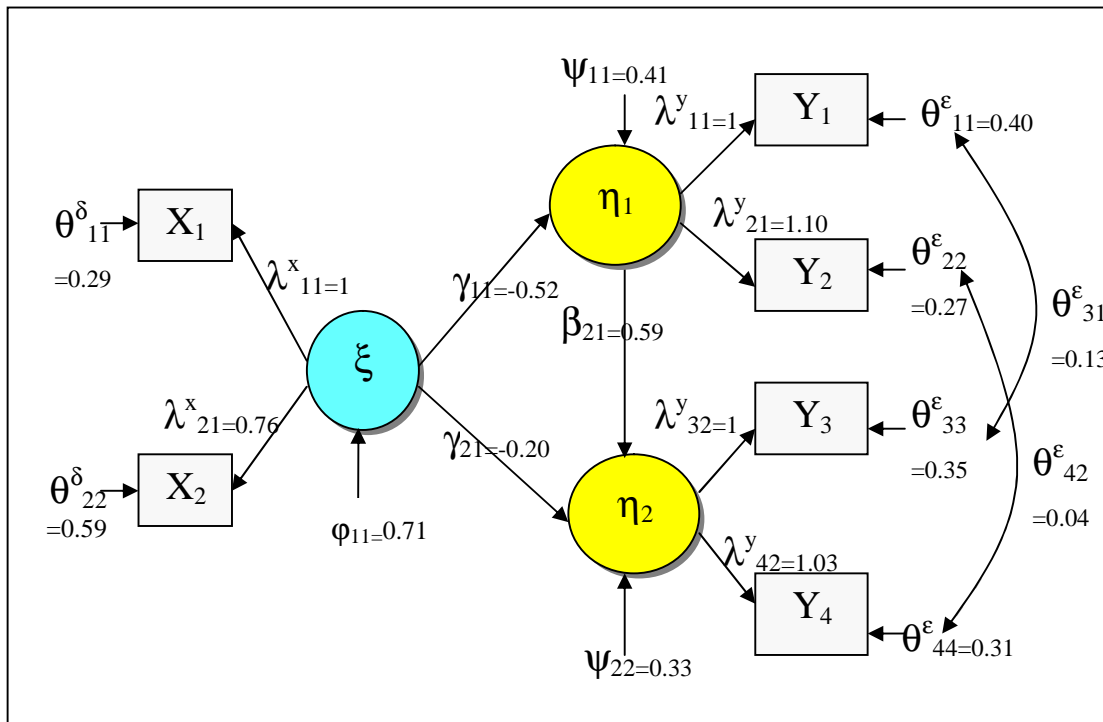 ψ11=0.41
λy11=1
Y1
θε11=0.40
η1
θδ11
=0.29
X1
λx11=1
γ11=-0.52
λy21=1.10
Y2
θε22
=0.27
β21=0.59
θε31
=0.13
ξ
λx21=0.76
γ21=-0.20
λy32=1
Y3
θε33
=0.35
θδ22
=0.59
X2
φ11=0.71
η2
θε42
=0.04
λy42=1.03
Y4
θε44=0.31
ψ22=0.33